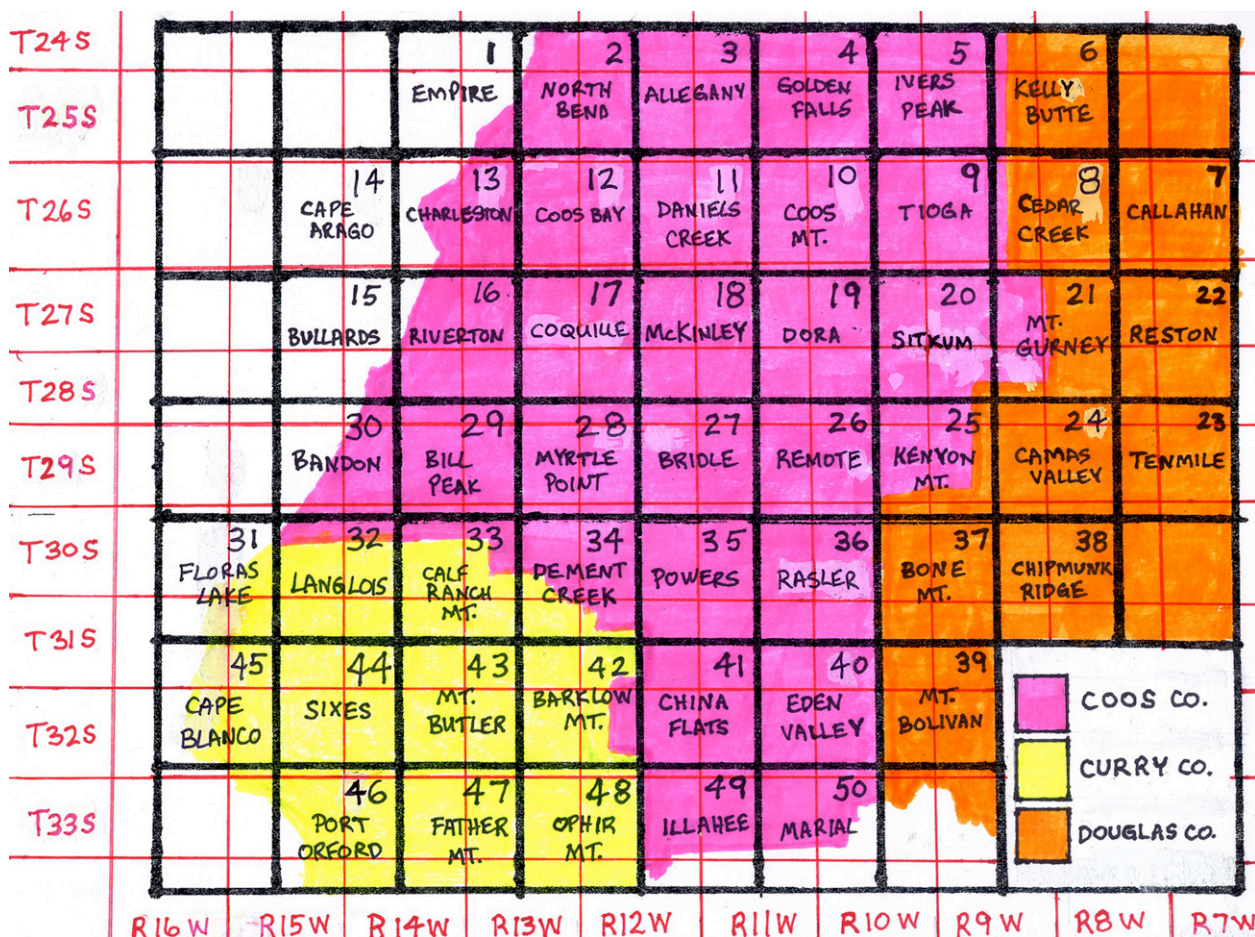 T24S
1
2
3
4
5
6
EMPIRE
NORTH
BEND
ALLEGANY
GOLDEN
FALLS
IVERS
PEAK
KELLY
BUTTE
T25S
T26S
14
13
12
11
10
9
8
7
CAPE
ARAGO
CHARLESTON
COOS BAY
DANIELS
CREEK
COOS
MT.
TIOGA
CEDAR
CREEK
CALLAHAN
T27S
15
16
17
18
19
20
21
22
BULLARDS
RIVERTON
COQUILLE
McKINLEY
DORA
SITKUM
MT.
GURNEY
RESTON
T28S
30
29
28
27
26
25
24
23
T29S
BANDON
BILL
PEAK
MYRTLE
POINT
BRIDLE
REMOTE
KENYON
MT.
CAMAS
VALLEY
TENMILE
T30S
31
32
33
34
35
36
37
38
FLORAS
LAKE
LANGLOIS
CALF
RANCH
MT.
DEMENT
CREEK
POWERS
RASLER
BONE
MT.
CHIPMUNK
RIDGE
T31S
45
44
43
42
41
40
39
CAPE
BLANCO
SIXES
MT.
BUTLER
BARKLOW
MT.
CHINA
FLATS
EDEN
VALLEY
MT.
BOLIVAN
T32S
COOS CO.
CURRY CO.
DOUGLAS CO.
T33S
46
47
48
49
50
PORT
ORFORD
FATHER
MT.
OPHIR
MT.
ILLAHEE
MARIAL
R16W
R15W
R14W
R13W
R12W
R11W
R10W
R9W
R8W
R7W